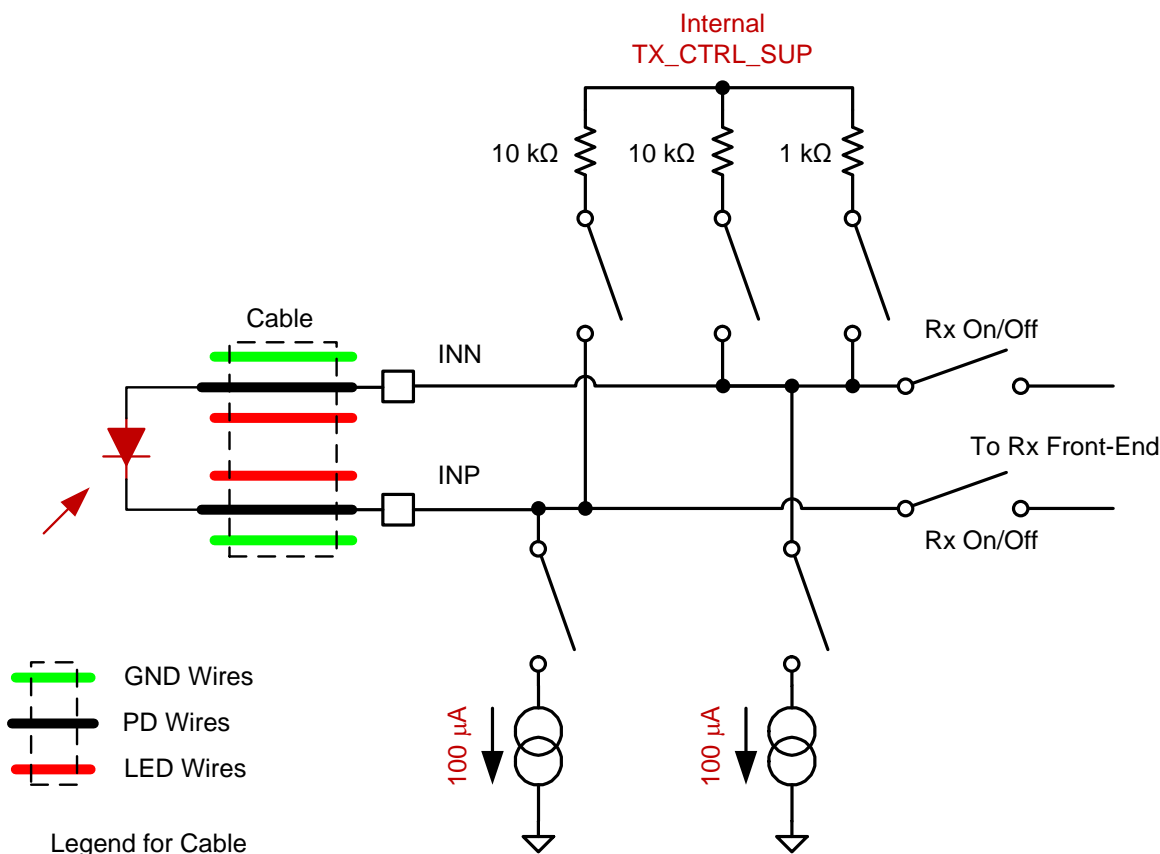 Internal
TX_CTRL_SUP
10 kΩ
10 kΩ
1 kΩ
Cable
INN
Rx On/Off
INP
To Rx Front-End
Rx On/Off
GND Wires
PD Wires
LED Wires
100 µA
100 µA
Legend for Cable